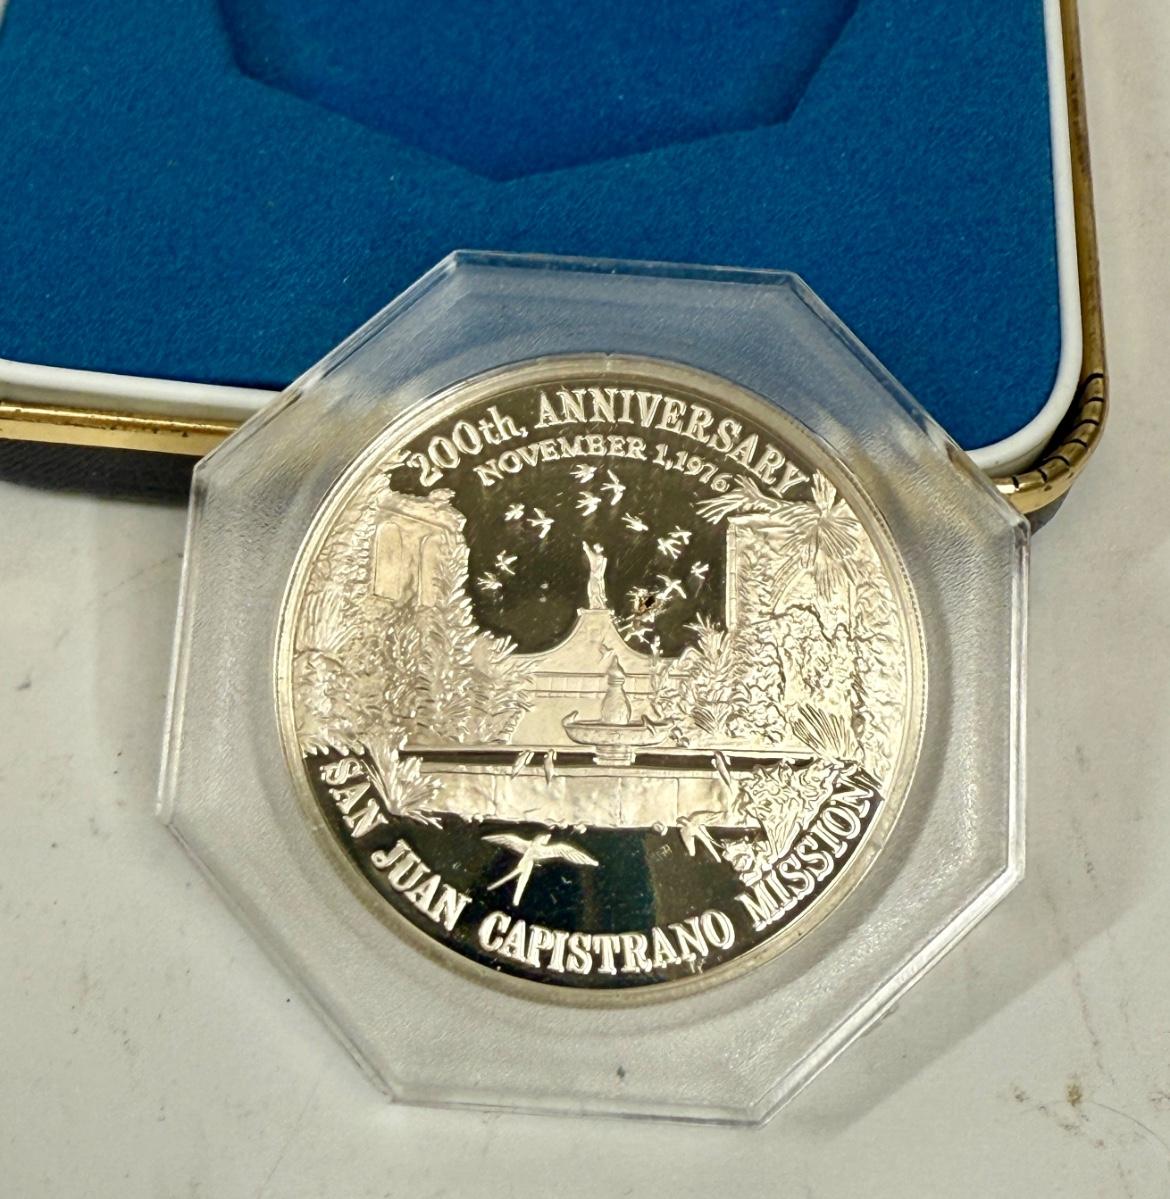 200th, ANNIVERSARY
NOVEMBER 1, 1976
SAN JUAN CAPISTRANO MISSION